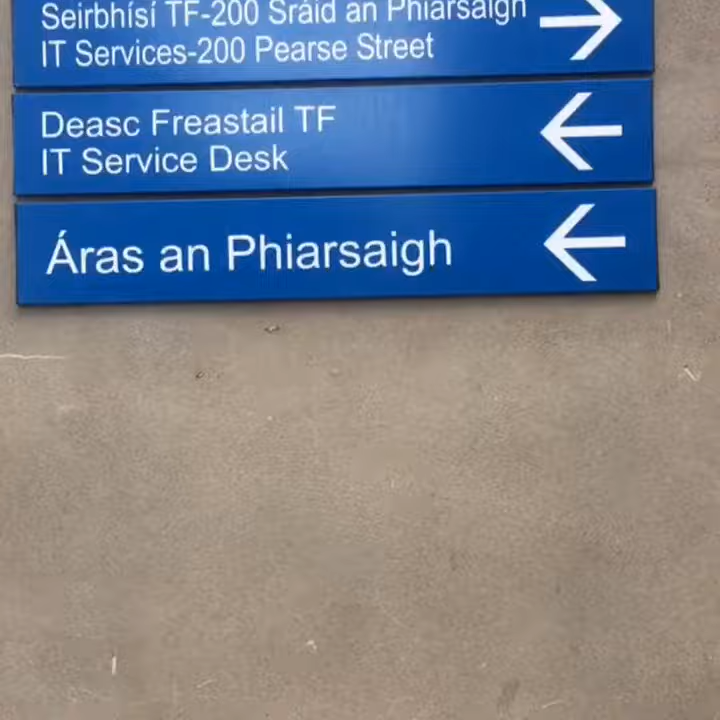 Seirbhísí TF-200 Sráid an Phiarsaigh
IT Services-200 Pearse Street
Deasc Freastail TF
IT Service Desk
Áras an Phiarsaigh